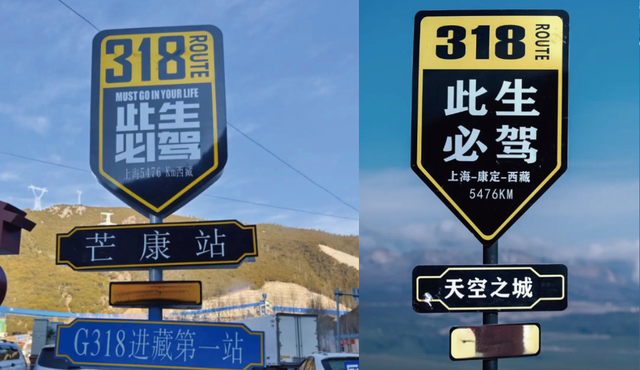 318 ROUTE
MUST GO IN YOUR LIFE
此生
必驾
上海5476 Km西藏
芒康站
G318进藏第一站
318 ROUTE
此生
必驾
上海-康定-西藏
5476KM
天空之城